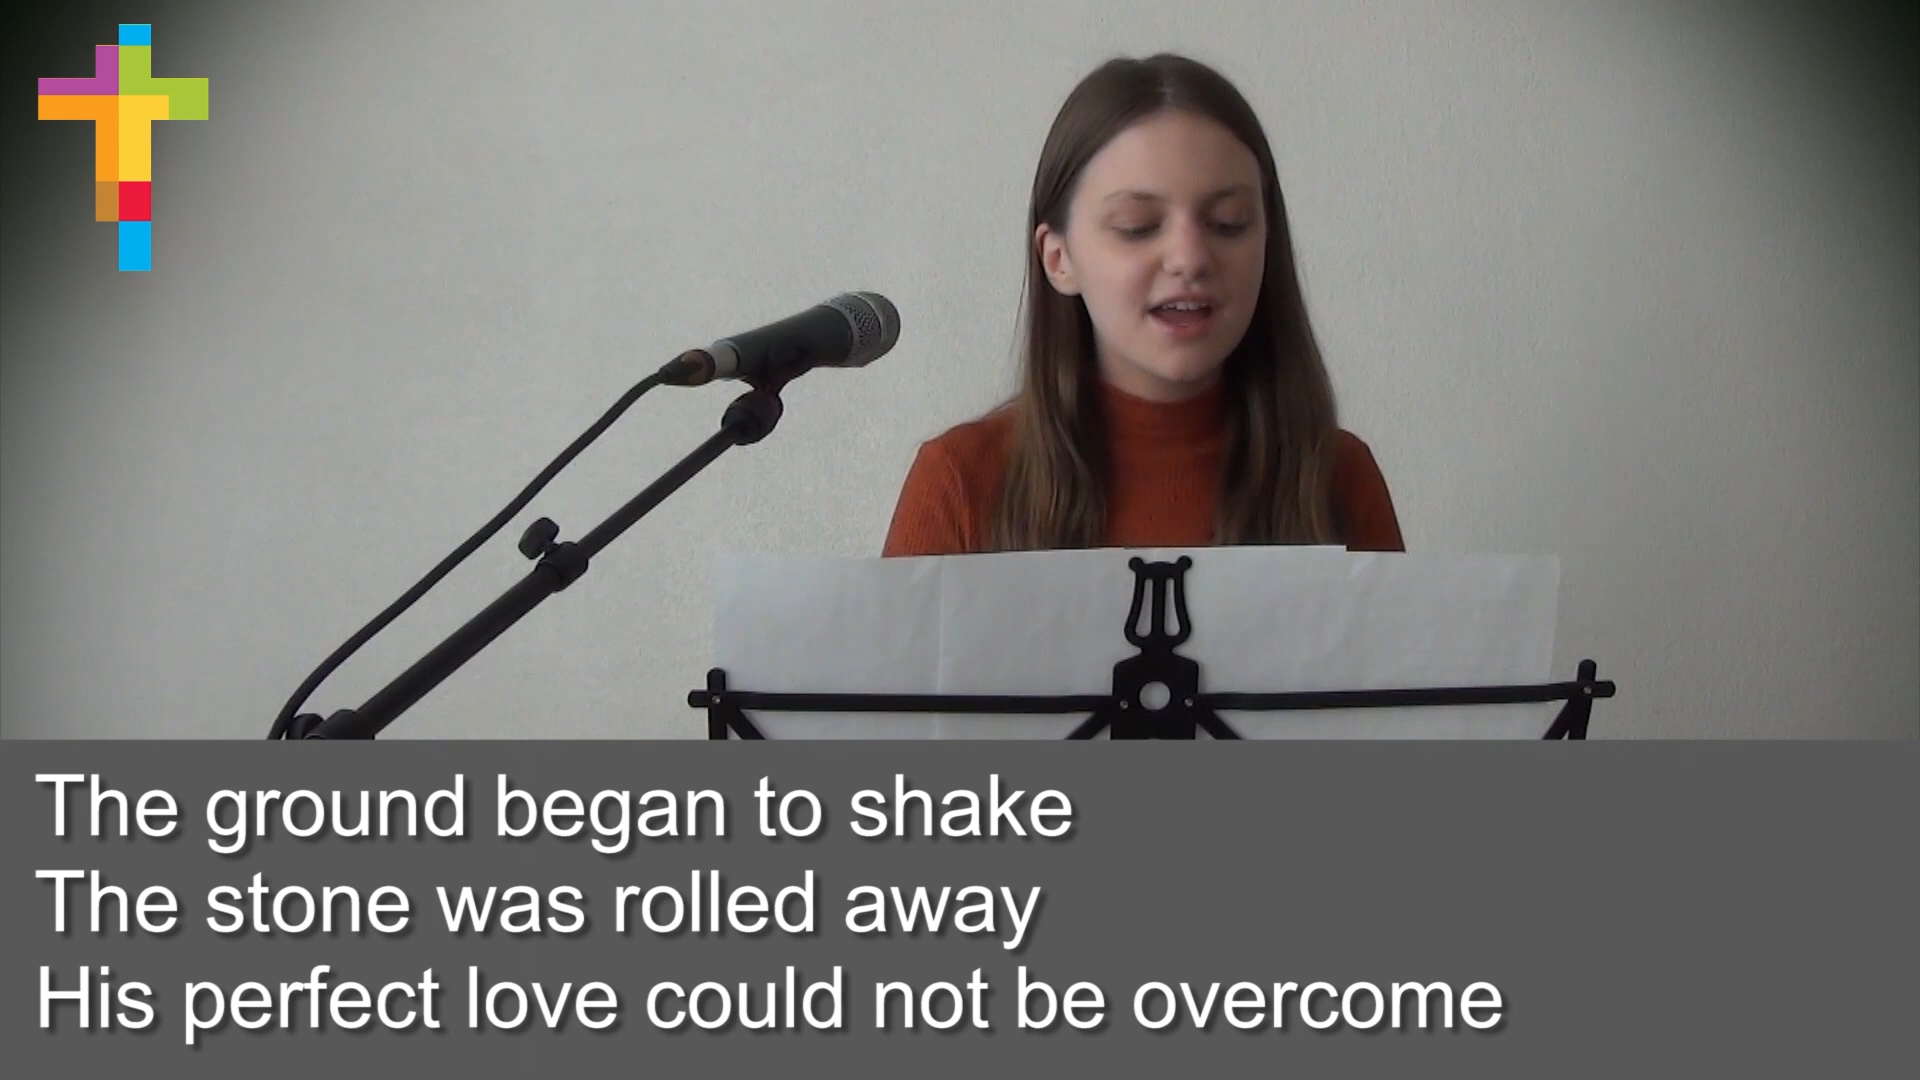 The ground began to shake
The stone was rolled away
His perfect love could not be overcome